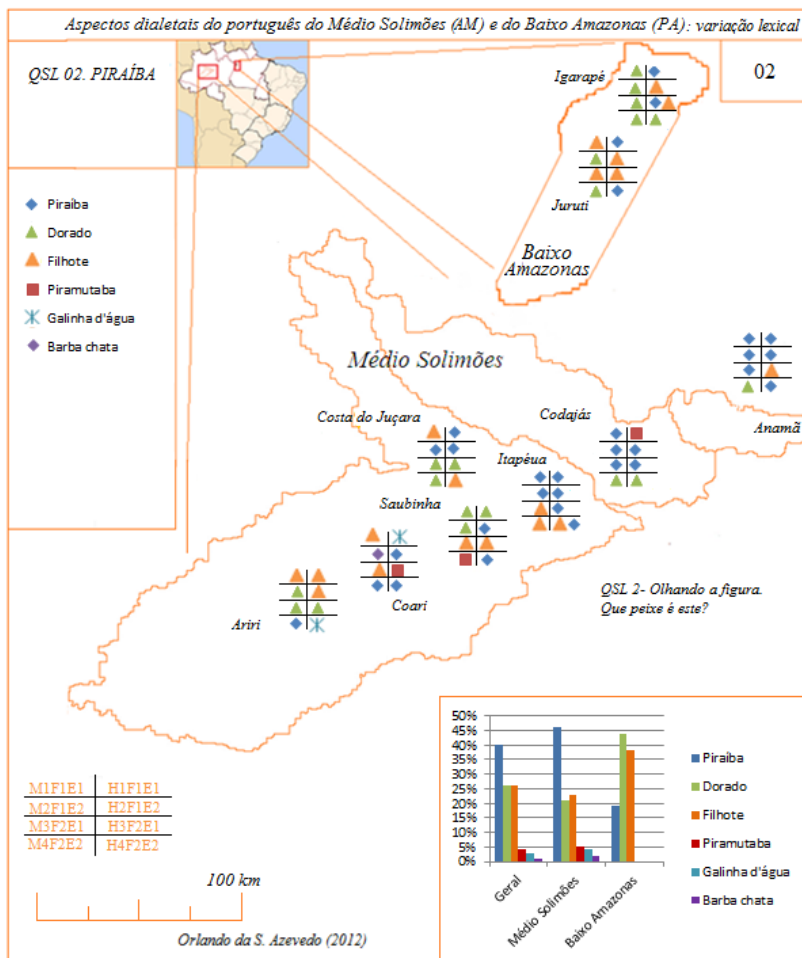 Aspectos dialetais do português do Médio Solimões (AM) e do Baixo Amazonas (PA): variação lexical
QSL 02. PIRAÍBA
02
Igarapé
Juruti
Baixo
Amazonas
Piraíba
Dorado
Filhote
Piramutaba
Galinha d'água
Barba chata
Médio Solimões
Costa do Juçara
Codajás
Anamã
Itapéua
Saubinha
Coari
Ariri
QSL 2- Olhando a figura.
Que peixe é este?
M1F1E1 H1F1E1
M2F1E2 H2F1E2
M3F2E1 H3F2E1
M4F2E2 H4F2E2
100 km
Orlando da S. Azevedo (2012)
50%
45%
40%
35%
30%
25%
20%
15%
10%
5%
0%
Geral
Médio Solimões
Baixo Amazonas
Piraíba
Dorado
Filhote
Piramutaba
Galinha d'água
Barba chata